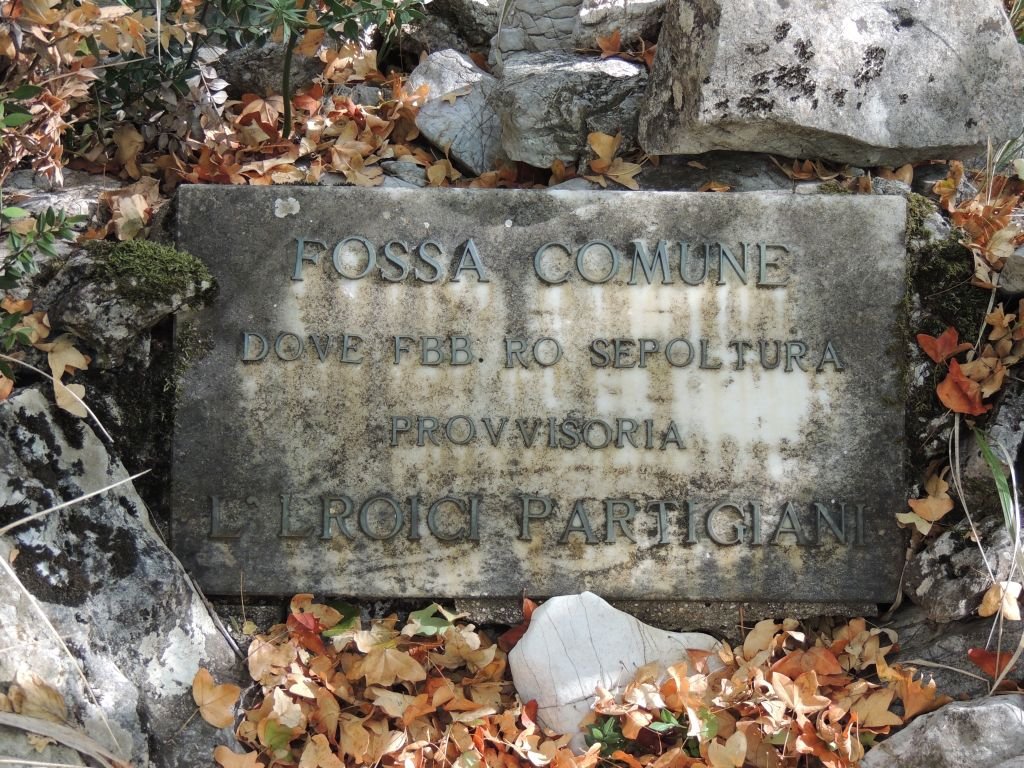 FOSSA COMUNE
DOVE FBB. RO SEPOLTURA
PROVVISORIA
L' LROICI PARTIGIANI